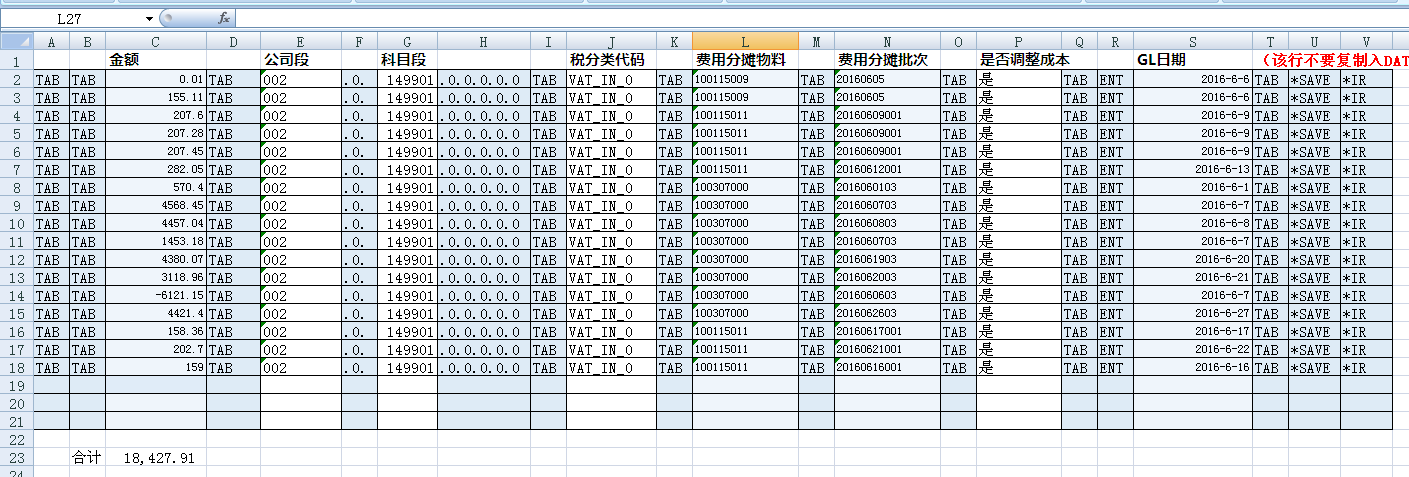 L27 fx
A B C D E F G H I J K L M N O P Q R S T U V
1 金额 公司段 科目段 税分类代码 费用分摊物料 费用分摊批次 是否调整成本 GL日期 （该行不要复制入DAT
2 TAB TAB 0.01 TAB 002 .0. 149901 .0.0.0.0.0 TAB VAT_IN_0 TAB 100115009 TAB 20160605 TAB 是 TAB ENT 2016-6-6 TAB *SAVE *IR
3 TAB TAB 155.11 TAB 002 .0. 149901 .0.0.0.0.0 TAB VAT_IN_0 TAB 100115009 TAB 20160605 TAB 是 TAB ENT 2016-6-6 TAB *SAVE *IR
4 TAB TAB 207.6 TAB 002 .0. 149901 .0.0.0.0.0 TAB VAT_IN_0 TAB 100115011 TAB 20160609001 TAB 是 TAB ENT 2016-6-9 TAB *SAVE *IR
5 TAB TAB 207.28 TAB 002 .0. 149901 .0.0.0.0.0 TAB VAT_IN_0 TAB 100115011 TAB 20160609001 TAB 是 TAB ENT 2016-6-9 TAB *SAVE *IR
6 TAB TAB 207.45 TAB 002 .0. 149901 .0.0.0.0.0 TAB VAT_IN_0 TAB 100115011 TAB 20160609001 TAB 是 TAB ENT 2016-6-9 TAB *SAVE *IR
7 TAB TAB 282.05 TAB 002 .0. 149901 .0.0.0.0.0 TAB VAT_IN_0 TAB 100115011 TAB 20160612001 TAB 是 TAB ENT 2016-6-13 TAB *SAVE *IR
8 TAB TAB 570.4 TAB 002 .0. 149901 .0.0.0.0.0 TAB VAT_IN_0 TAB 100307000 TAB 2016060103 TAB 是 TAB ENT 2016-6-1 TAB *SAVE *IR
9 TAB TAB 4568.45 TAB 002 .0. 149901 .0.0.0.0.0 TAB VAT_IN_0 TAB 100307000 TAB 2016060703 TAB 是 TAB ENT 2016-6-7 TAB *SAVE *IR
10 TAB TAB 4457.04 TAB 002 .0. 149901 .0.0.0.0.0 TAB VAT_IN_0 TAB 100307000 TAB 2016060803 TAB 是 TAB ENT 2016-6-8 TAB *SAVE *IR
11 TAB TAB 1453.18 TAB 002 .0. 149901 .0.0.0.0.0 TAB VAT_IN_0 TAB 100307000 TAB 2016060703 TAB 是 TAB ENT 2016-6-7 TAB *SAVE *IR
12 TAB TAB 4380.07 TAB 002 .0. 149901 .0.0.0.0.0 TAB VAT_IN_0 TAB 100307000 TAB 2016061903 TAB 是 TAB ENT 2016-6-20 TAB *SAVE *IR
13 TAB TAB 3118.96 TAB 002 .0. 149901 .0.0.0.0.0 TAB VAT_IN_0 TAB 100307000 TAB 2016062003 TAB 是 TAB ENT 2016-6-21 TAB *SAVE *IR
14 TAB TAB -6121.15 TAB 002 .0. 149901 .0.0.0.0.0 TAB VAT_IN_0 TAB 100307000 TAB 2016060603 TAB 是 TAB ENT 2016-6-7 TAB *SAVE *IR
15 TAB TAB 4421.4 TAB 002 .0. 149901 .0.0.0.0.0 TAB VAT_IN_0 TAB 100307000 TAB 2016062603 TAB 是 TAB ENT 2016-6-27 TAB *SAVE *IR
16 TAB TAB 158.36 TAB 002 .0. 149901 .0.0.0.0.0 TAB VAT_IN_0 TAB 100115011 TAB 20160617001 TAB 是 TAB ENT 2016-6-17 TAB *SAVE *IR
17 TAB TAB 202.7 TAB 002 .0. 149901 .0.0.0.0.0 TAB VAT_IN_0 TAB 100115011 TAB 20160621001 TAB 是 TAB ENT 2016-6-22 TAB *SAVE *IR
18 TAB TAB 159 TAB 002 .0. 149901 .0.0.0.0.0 TAB VAT_IN_0 TAB 100115011 TAB 20160616001 TAB 是 TAB ENT 2016-6-16 TAB *SAVE *IR
19
20
21
22
23 合计 18,427.91
24